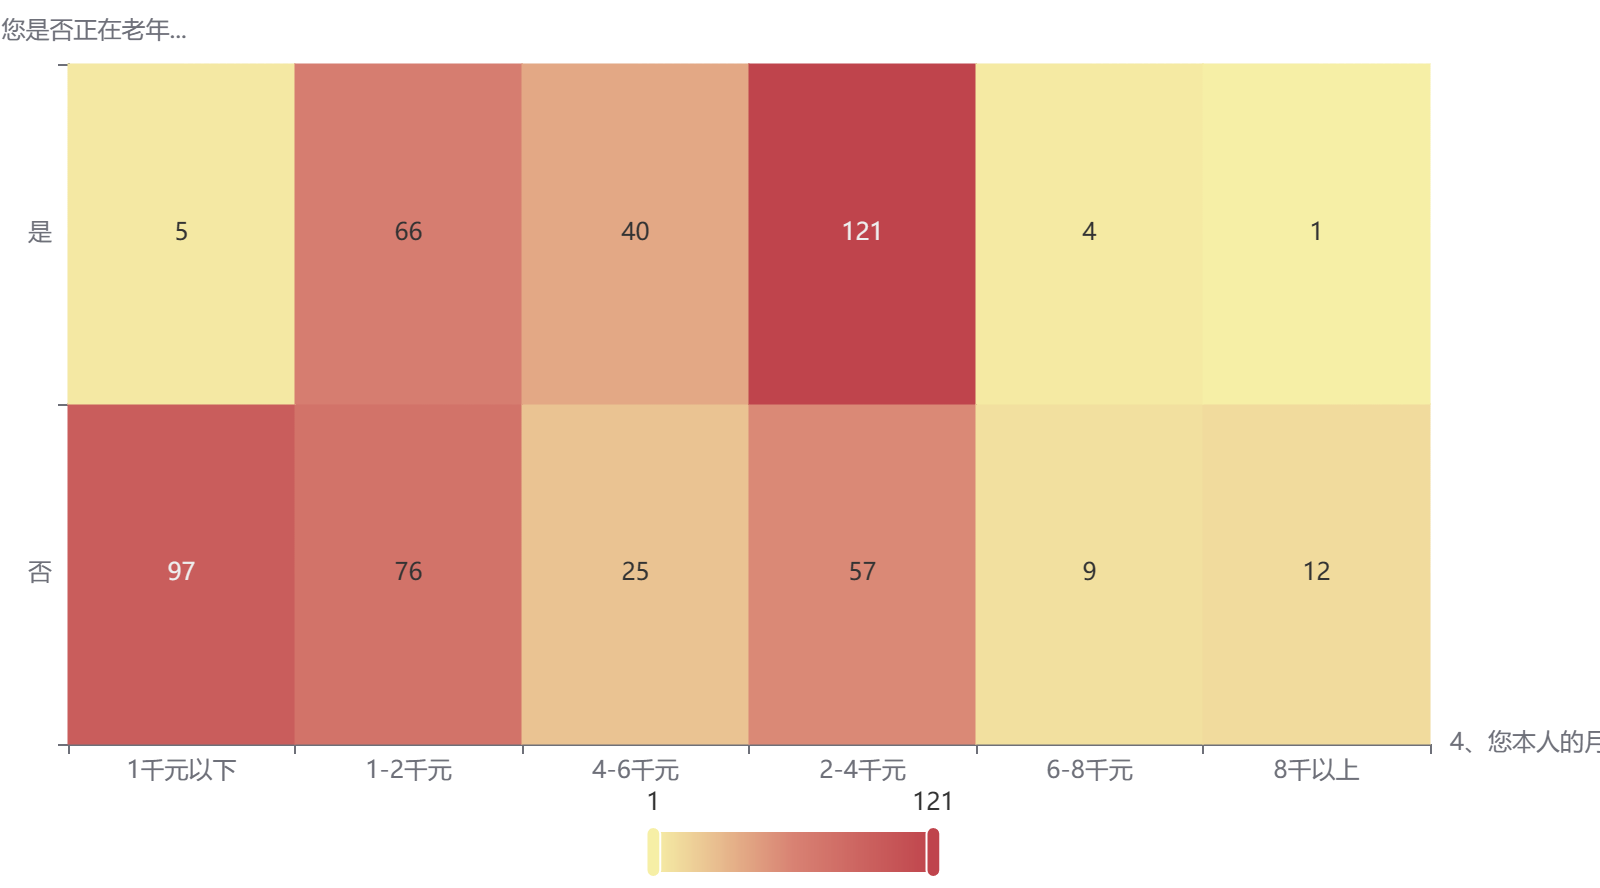 您是否正在老年...
是
5 66 40 121 4 1
否
97 76 25 57 9 12
4、您本人的月
1千元以下 1-2千元 4-6千元 2-4千元 6-8千元 8千以上
1 121